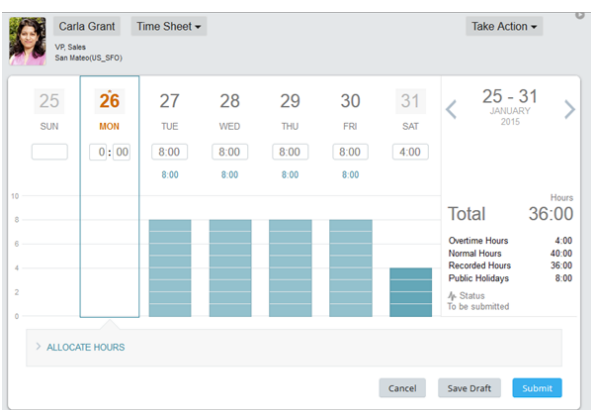 Carla Grant Time Sheet Take Action
VP, Sales
San Mateo(US_SFO)
25 26 27 28 29 30 31
SUN MON TUE WED THU FRI SAT
0 : 00 8:00 8:00 8:00 8:00 4:00
8:00 8:00 8:00 8:00
25 - 31
JANUARY
2015
10
8
6
4
2
0
Hours
Total 36:00
Overtime Hours 4:00
Normal Hours 40:00
Recorded Hours 36:00
Public Holidays 8:00
Status
To be submitted
> ALLOCATE HOURS
Cancel Save Draft Submit